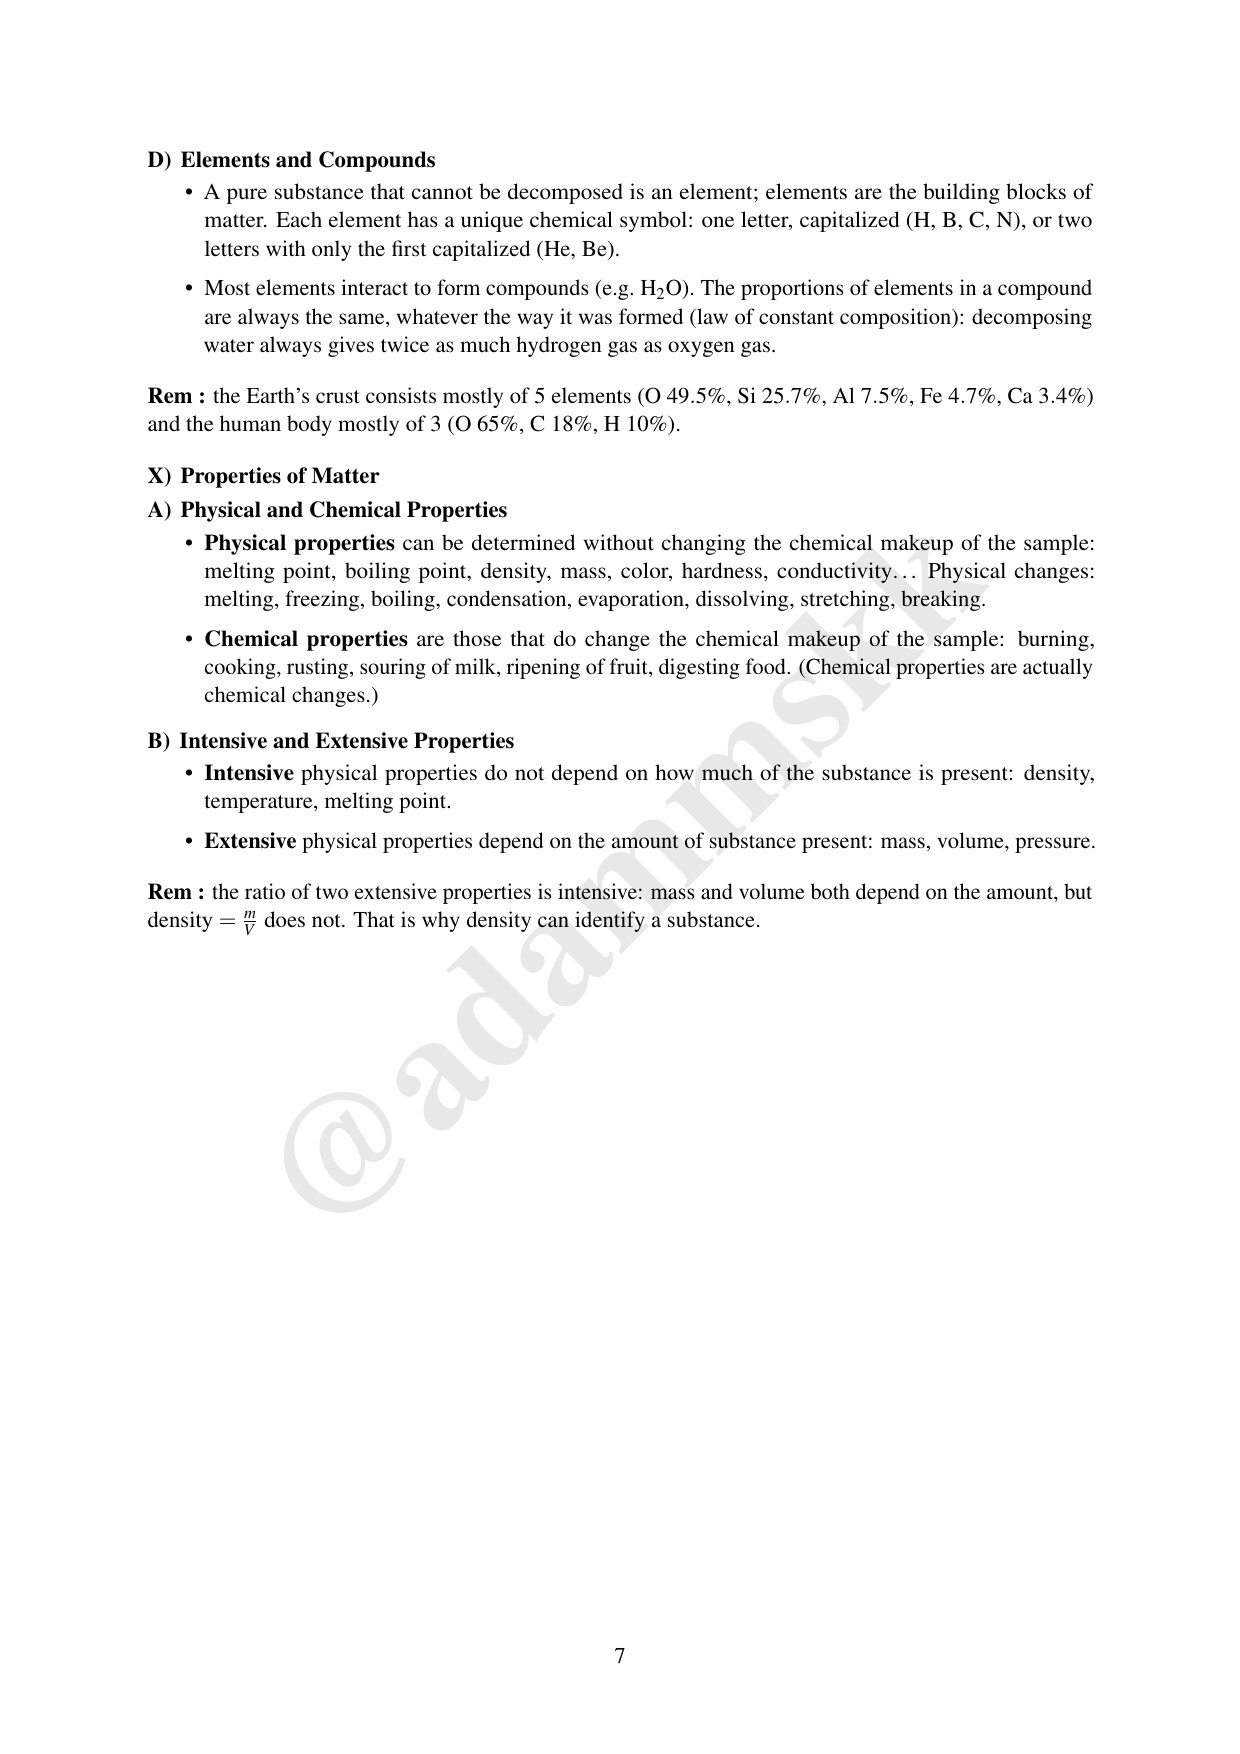 D) Elements and Compounds
• A pure substance that cannot be decomposed is an element; elements are the building blocks of
matter. Each element has a unique chemical symbol: one letter, capitalized (H, B, C, N), or two
letters with only the first capitalized (He, Be).
• Most elements interact to form compounds (e.g. H₂O). The proportions of elements in a compound
are always the same, whatever the way it was formed (law of constant composition): decomposing
water always gives twice as much hydrogen gas as oxygen gas.
Rem : the Earth's crust consists mostly of 5 elements (O 49.5%, Si 25.7%, Al 7.5%, Fe 4.7%, Ca 3.4%)
and the human body mostly of 3 (O 65%, C 18%, H 10%).
X) Properties of Matter
A) Physical and Chemical Properties
• Physical properties can be determined without changing the chemical makeup of the sample:
melting point, boiling point, density, mass, color, hardness, conductivity... Physical changes:
melting, freezing, boiling, condensation, evaporation, dissolving, stretching, breaking.
• Chemical properties are those that do change the chemical makeup of the sample: burning,
cooking, rusting, souring of milk, ripening of fruit, digesting food. (Chemical properties are actually
chemical changes.)
B) Intensive and Extensive Properties
• Intensive physical properties do not depend on how much of the substance is present: density,
temperature, melting point.
• Extensive physical properties depend on the amount of substance present: mass, volume, pressure.
Rem : the ratio of two extensive properties is intensive: mass and volume both depend on the amount, but
density = m/V does not. That is why density can identify a substance.
@adammskk
7